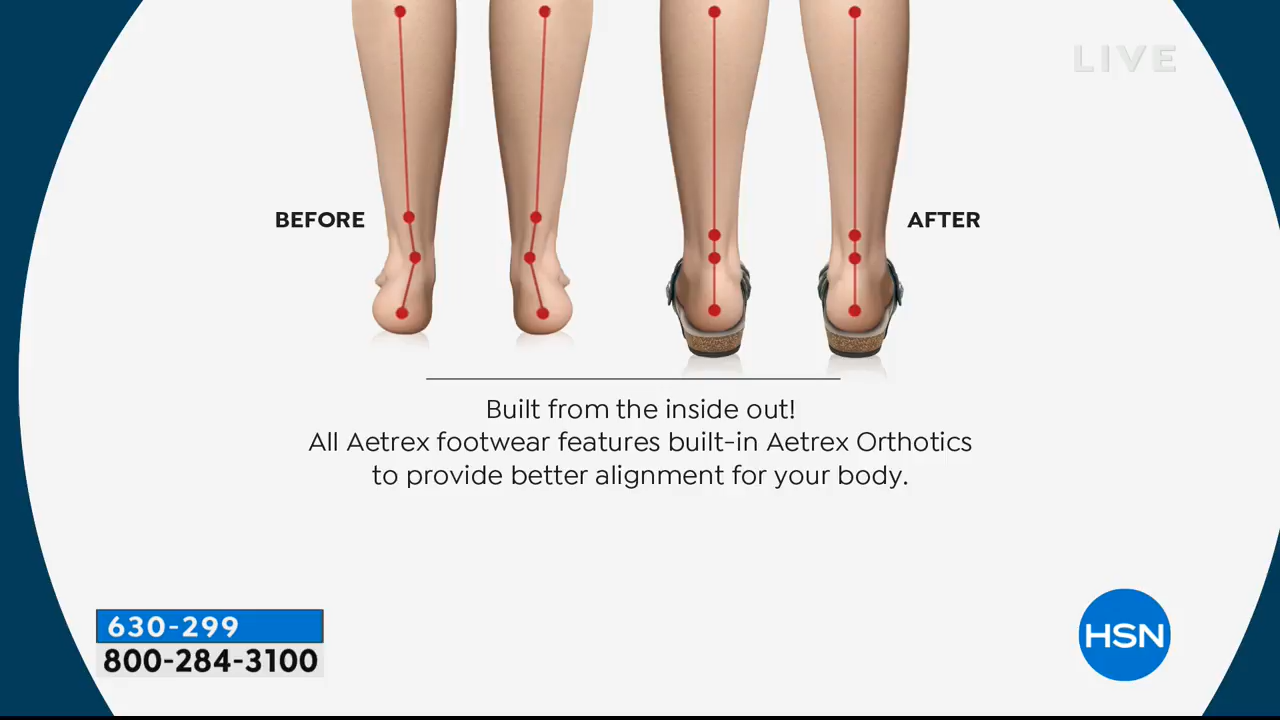 LIVE
BEFORE
AFTER
Built from the inside out!
All Aetrex footwear features built-in Aetrex Orthotics
to provide better alignment for your body.
630-299
800-284-3100
HSN